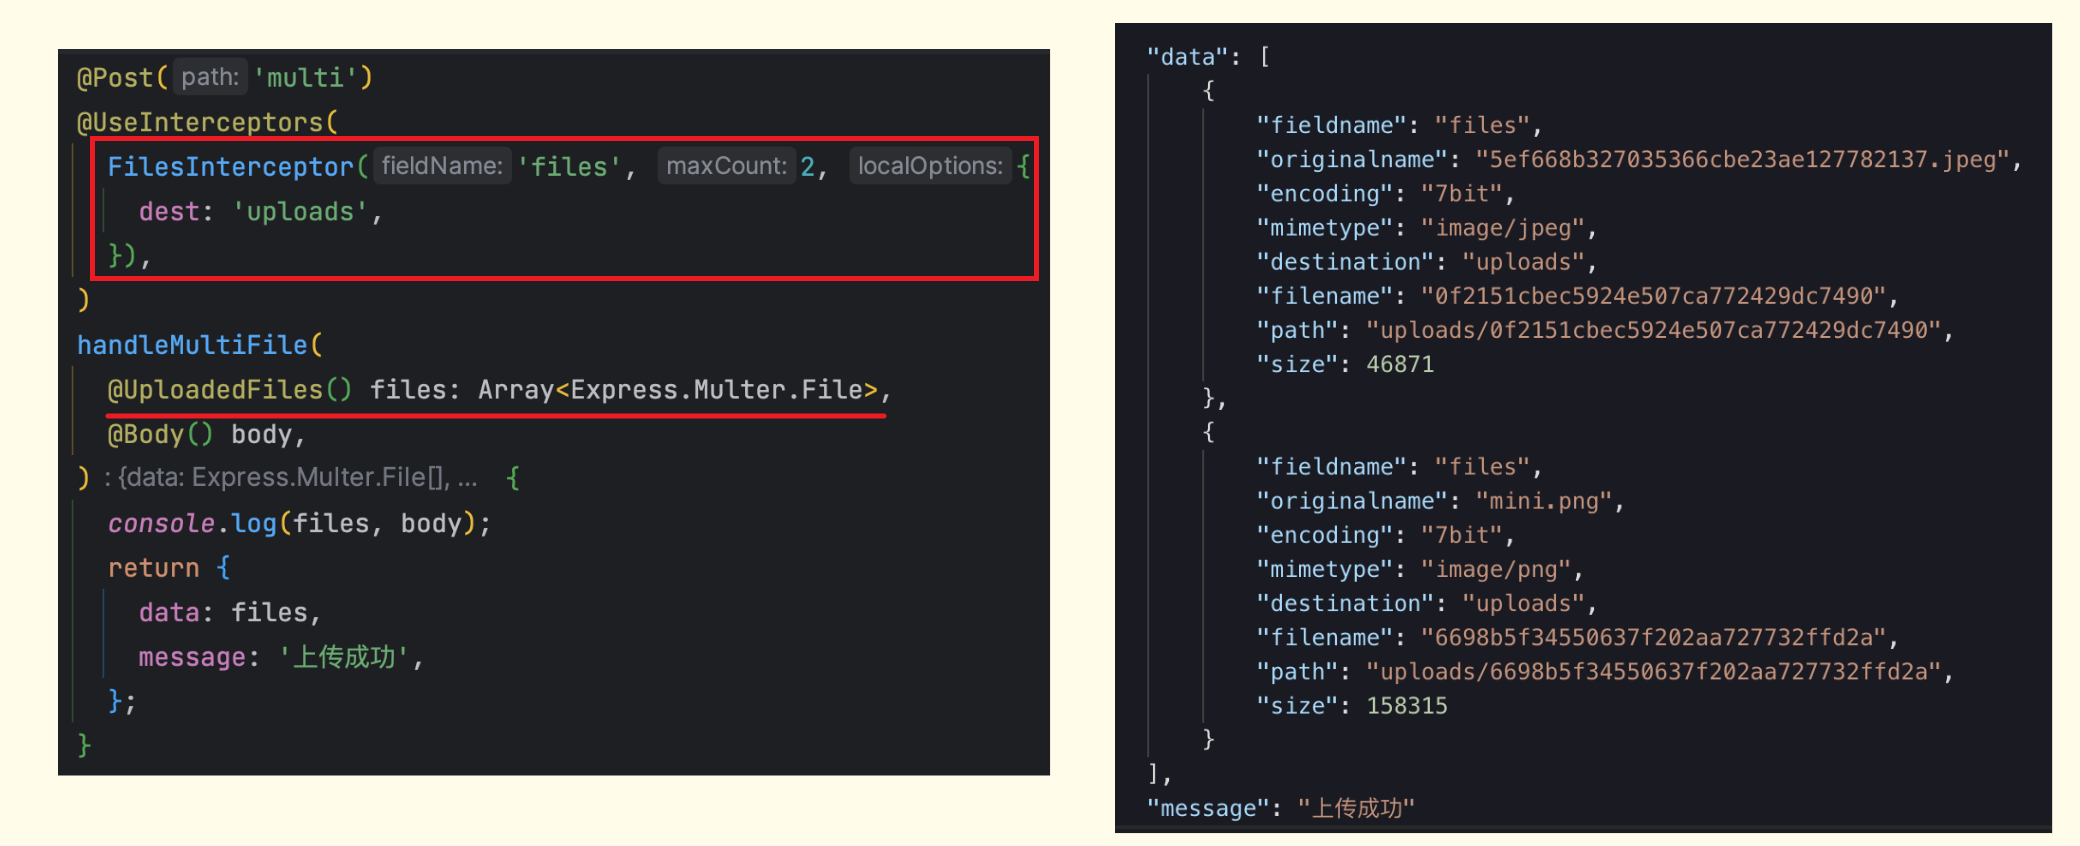 @Post( path: 'multi')
@UseInterceptors(
FilesInterceptor( fieldName: 'files', maxCount: 2, localOptions: {
dest: 'uploads',
}),
)
handleMultiFile(
@UploadedFiles() files: Array<Express.Multer.File>,
@Body() body,
) : {data: Express.Multer.File[], ... {
console.log(files, body);
return {
data: files,
message: '上传成功',
};
}
"data": [
{
"fieldname": "files",
"originalname": "5ef668b327035366cbe23ae127782137.jpeg",
"encoding": "7bit",
"mimetype": "image/jpeg",
"destination": "uploads",
"filename": "0f2151cbec5924e507ca772429dc7490",
"path": "uploads/0f2151cbec5924e507ca772429dc7490",
"size": 46871
},
{
"fieldname": "files",
"originalname": "mini.png",
"encoding": "7bit",
"mimetype": "image/png",
"destination": "uploads",
"filename": "6698b5f34550637f202aa727732ffd2a",
"path": "uploads/6698b5f34550637f202aa727732ffd2a",
"size": 158315
}
],
"message": "上传成功"